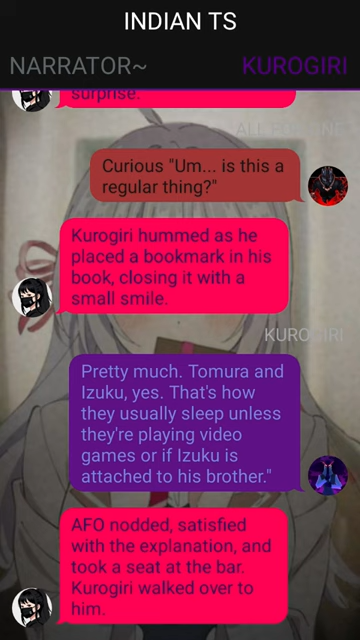 INDIAN TS
NARRATOR~ KUROGIRI
surprise.
Curious "Um... is this a
regular thing?"
Kurogiri hummed as he
placed a bookmark in his
book, closing it with a
small smile.
KUROGIRI
Pretty much. Tomura and
Izuku, yes. That's how
they usually sleep unless
they're playing video
games or if Izuku is
attached to his brother."
AFO nodded, satisfied
with the explanation, and
took a seat at the bar.
Kurogiri walked over to
him.